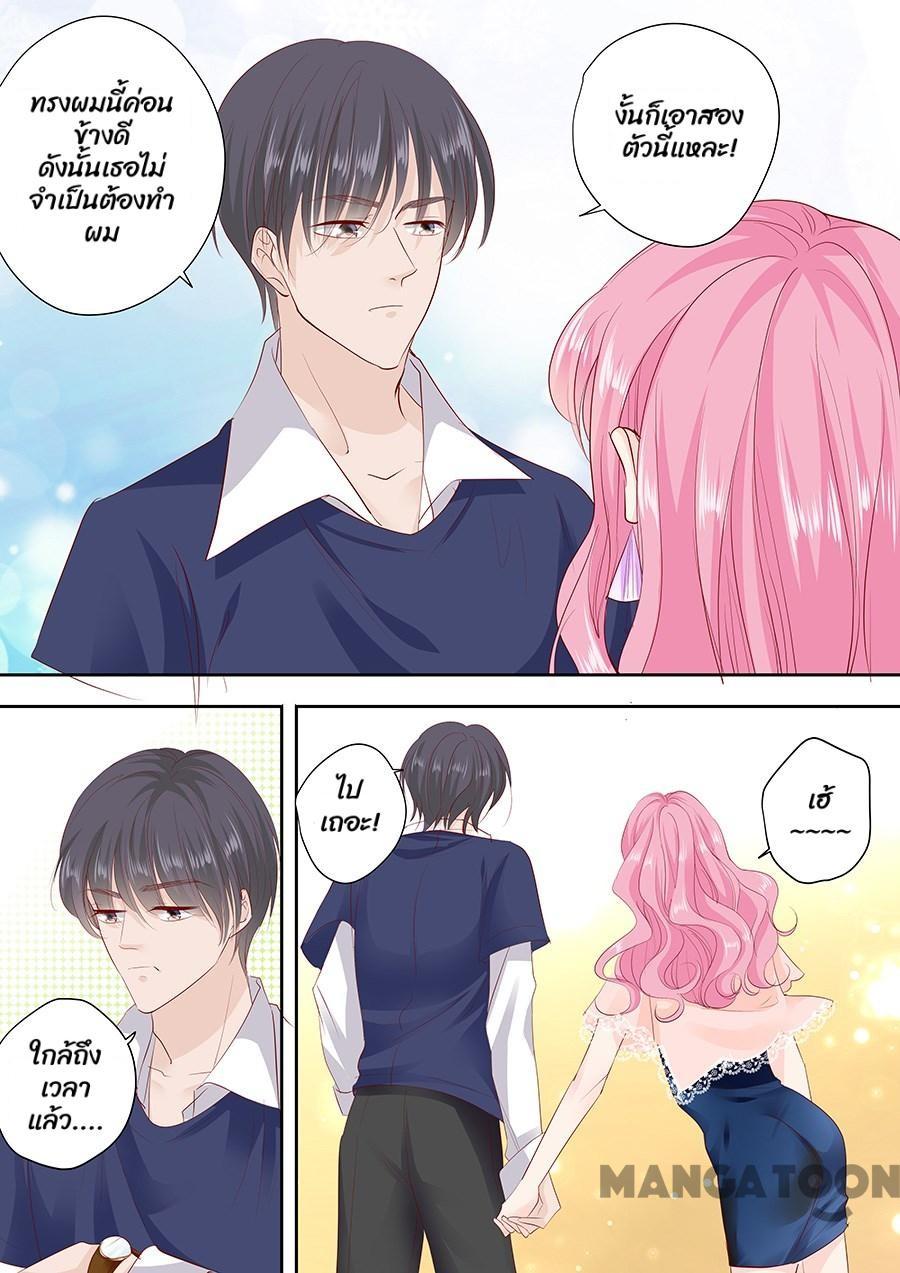 ทรงผมนี้ค่อน
ข้างดี
ดังนั้นเธอไม่
จำเป็นต้องทำ
ผม
งั้นก็เอาสอง
ตัวนี้แหละ!
ใกล้ถึง
เวลา
แล้ว....
ไป
เถอะ!
เฮ้
~~~~
MANGATOON